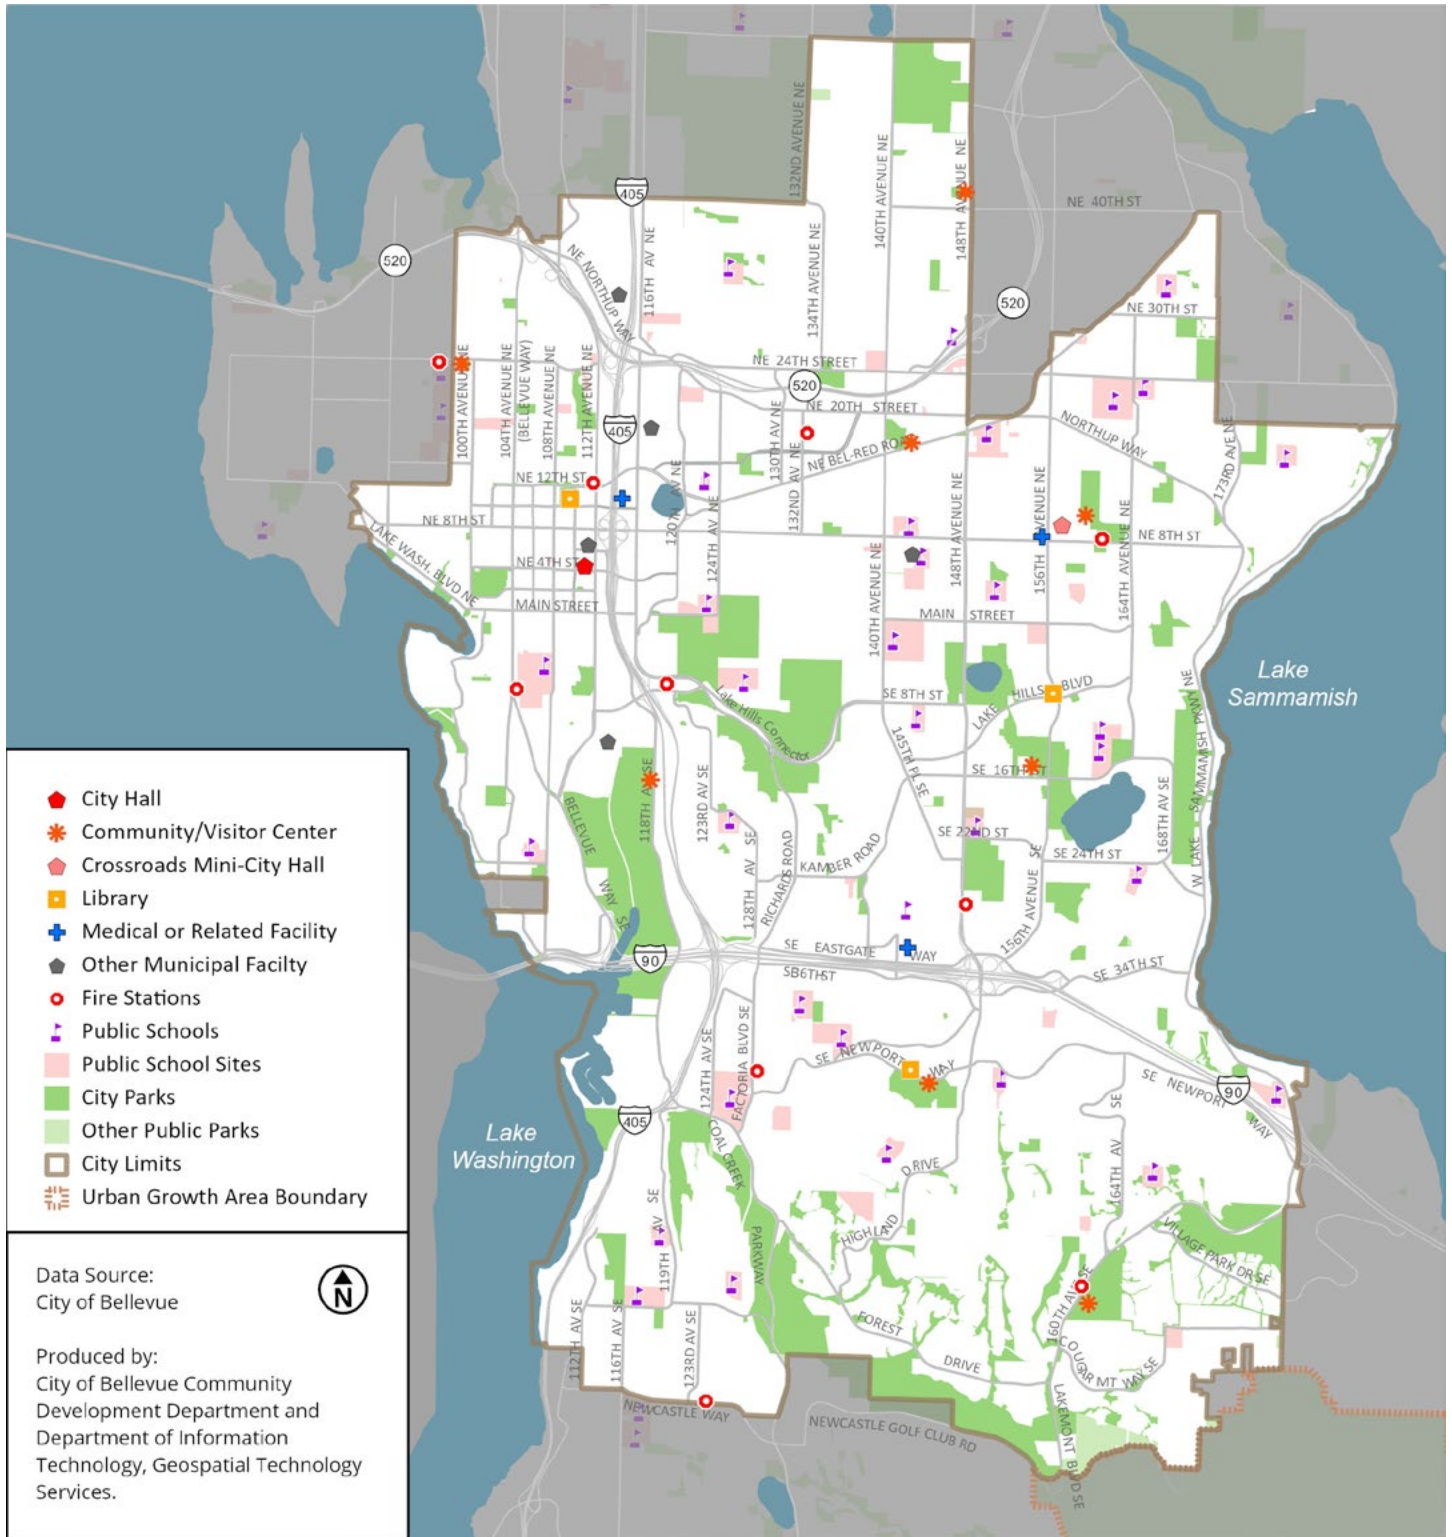 132ND AVENUE NE
140TH AVENUE NE
148TH AVENUE NE
NE 40TH ST
405
520
116TH AV NE
NE NORTHUP WAY
134TH AVENUE NE
520
NE 30TH ST
100TH AVENUE NE
104TH AVENUE NE
(BELLEVUE WAY)
108TH AVENUE NE
112TH AVENUE NE
NE 24TH STREET
520
NE 20TH STREET
405
NORTHUP WAY
173RD AVE NE
130TH AV NE
132ND AV NE
NE BEL-RED ROAD
NE 12TH ST
120TH AV NE
124TH AV NE
148TH AVENUE NE
156TH AVENUE NE
164TH AVENUE NE
NE 8TH ST
NE 8TH ST
LAKE WASH. BLVD NE
NE 4TH ST
MAIN STREET
140TH AVENUE NE
MAIN STREET
Lake
Sammamish
W LAKE SAMMAMISH PKWY NE
SE 8TH ST
LAKE HILLS BLVD
Lake Hills Connector
145TH PL SE
SE 16TH ST
118TH AV SE
123RD AV SE
BELLEVUE WAY SE
128TH AV SE
RICHARDS ROAD
KAMBER ROAD
SE 22ND ST
SE 24TH ST
168TH AV SE
156TH AVENUE SE
SE EASTGATE WAY
90
SB6TH ST
SE 34TH ST
124TH AV SE
FACTORIA BLVD SE
SE NEWPORT WAY
SE NEWPORT WAY
90
405
Lake
Washington
COAL CREEK PARKWAY
164TH AV SE
HIGHLAND DRIVE
119TH AV SE
VILLAGE PARK DR SE
160TH AV SE
112TH AV SE
116TH AV SE
123RD AV SE
FOREST DRIVE
COUGAR MT WAY SE
LAKEMONT BLVD SE
NEWCASTLE WAY
NEWCASTLE GOLF CLUB RD
City Hall
Community/Visitor Center
Crossroads Mini-City Hall
Library
Medical or Related Facility
Other Municipal Facilty
Fire Stations
Public Schools
Public School Sites
City Parks
Other Public Parks
City Limits
Urban Growth Area Boundary
Data Source:
City of Bellevue
N
Produced by:
City of Bellevue Community
Development Department and
Department of Information
Technology, Geospatial Technology
Services.